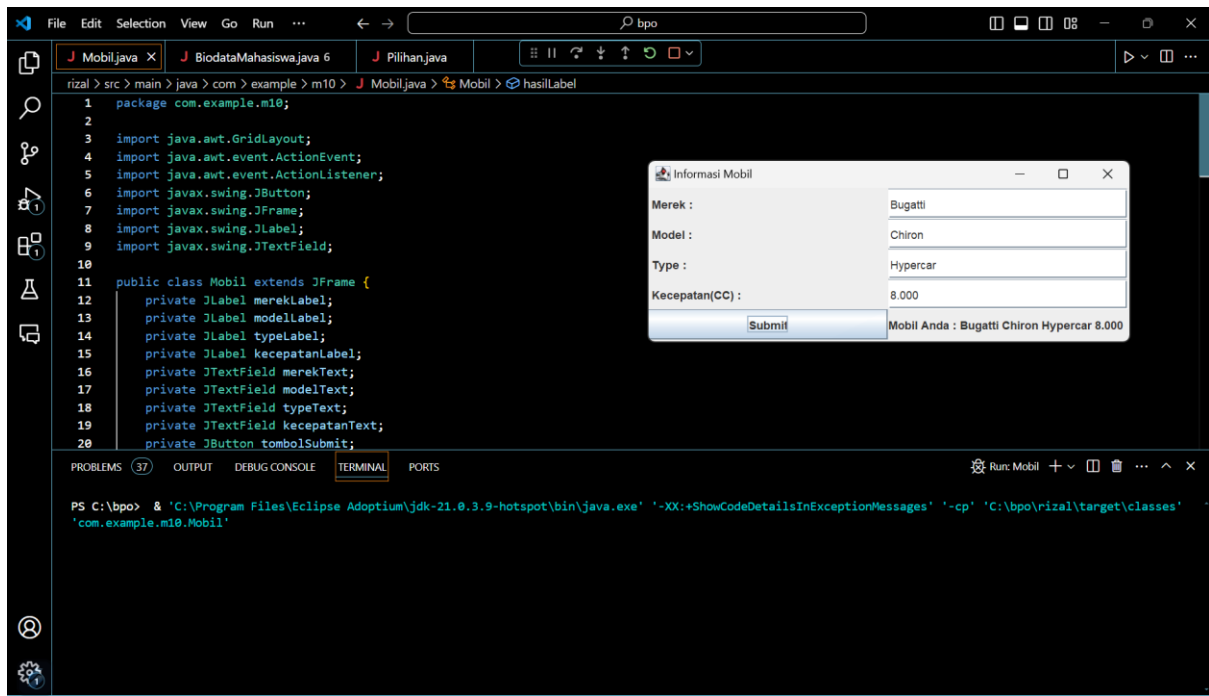 File Edit Selection View Go Run ··· ← → bpo
Mobil.java × J BiodataMahasiswa.java 6 J Pilihan.java
rizal > src > main > java > com > example > m10 > J Mobil.java > Mobil > hasilLabel
1 package com.example.m10;
2
3 import java.awt.GridLayout;
4 import java.awt.event.ActionEvent;
5 import java.awt.event.ActionListener;
6 import javax.swing.JButton;
7 import javax.swing.JFrame;
8 import javax.swing.JLabel;
9 import javax.swing.JTextField;
10
11 public class Mobil extends JFrame {
12 private JLabel merekLabel;
13 private JLabel modelLabel;
14 private JLabel typeLabel;
15 private JLabel kecepatanLabel;
16 private JTextField merekText;
17 private JTextField modelText;
18 private JTextField typeText;
19 private JTextField kecepatanText;
20 private JButton tombolSubmit;
Informasi Mobil
Merek : Bugatti
Model : Chiron
Type : Hypercar
Kecepatan(CC) : 8.000
Submit Mobil Anda : Bugatti Chiron Hypercar 8.000
PROBLEMS 37 OUTPUT DEBUG CONSOLE TERMINAL PORTS Run: Mobil
PS C:\bpo> & 'C:\Program Files\Eclipse Adoptium\jdk-21.0.3.9-hotspot\bin\java.exe' '-XX:+ShowCodeDetailsInExceptionMessages' '-cp' 'C:\bpo\rizal\target\classes'
'com.example.m10.Mobil'
1
1
1